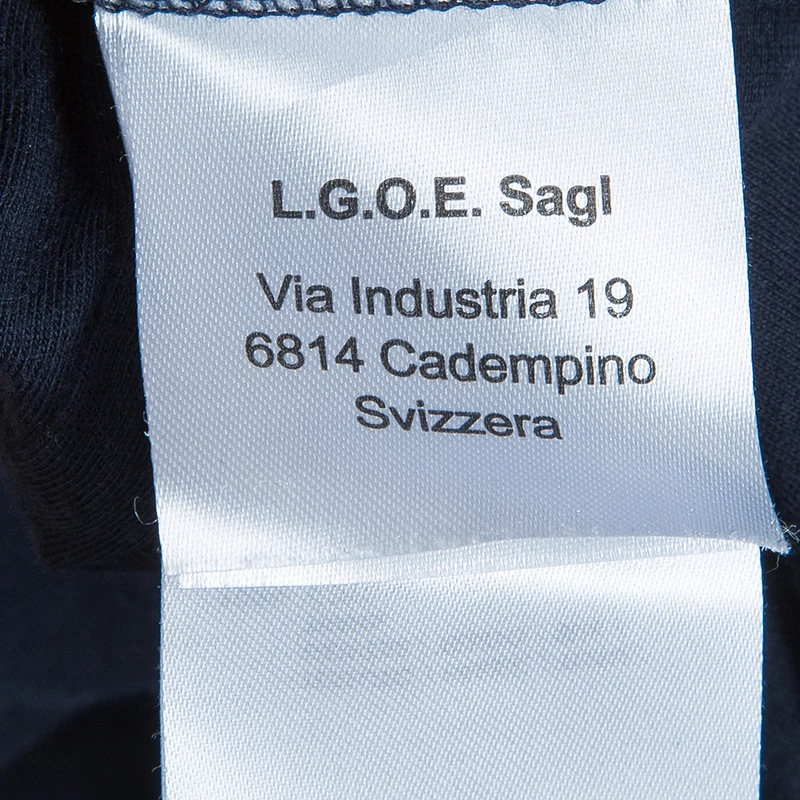 L.G.O.E. Sagl
Via Industria 19
6814 Cadempino
Svizzera